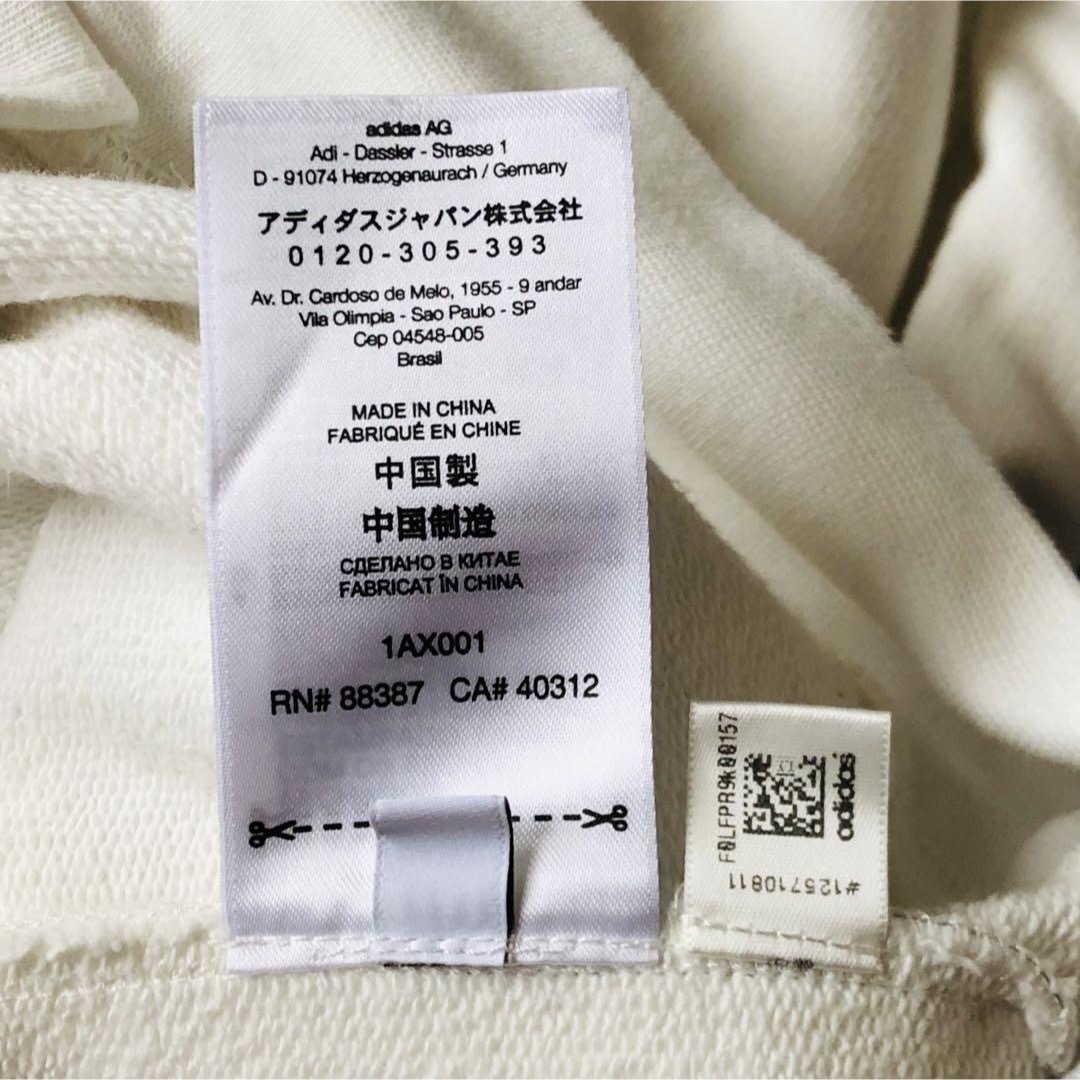 adidas AG
Adi - Dassler - Strasse 1
D - 91074 Herzogenaurach / Germany
アディダスジャパン株式会社
0120-305-393
Av. Dr. Cardoso de Melo, 1955 - 9 andar
Vila Olimpia - Sao Paulo - SP
Cep 04548-005
Brasil
MADE IN CHINA
FABRIQUÉ EN CHINE
中国製
中国制造
СДЕЛАНО В КИТАЕ
FABRICAT ÎN CHINA
1AX001
RN# 88387 CA# 40312
adidas
#125710811